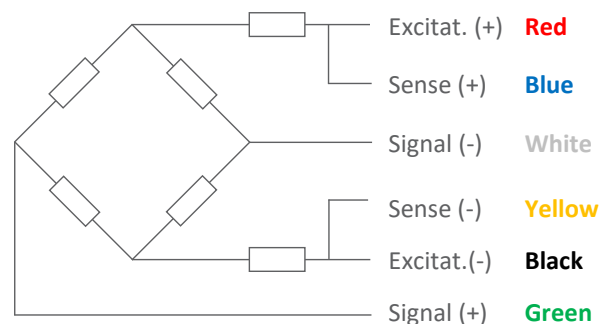 Excitat. (+) Red
Sense (+) Blue
Signal (-) White
Sense (-) Yellow
Excitat.(-) Black
Signal (+) Green